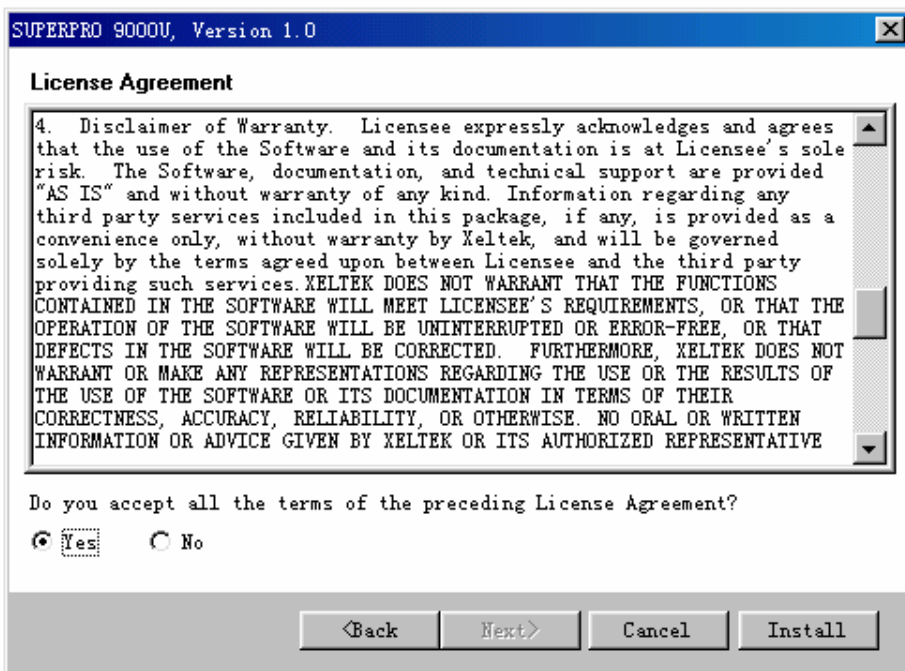 SUPERPRO 9000U, Version 1.0
License Agreement
4.  Disclaimer of Warranty.  Licensee expressly acknowledges and agrees
that the use of the Software and its documentation is at Licensee's sole
risk.  The Software, documentation, and technical support are provided
"AS IS" and without warranty of any kind. Information regarding any
third party services included in this package, if any, is provided as a
convenience only, without warranty by Xeltek, and will be governed
solely by the terms agreed upon between Licensee and the third party
providing such services.XELTEK DOES NOT WARRANT THAT THE FUNCTIONS
CONTAINED IN THE SOFTWARE WILL MEET LICENSEE'S REQUIREMENTS, OR THAT THE
OPERATION OF THE SOFTWARE WILL BE UNINTERRUPTED OR ERROR-FREE, OR THAT
DEFECTS IN THE SOFTWARE WILL BE CORRECTED.  FURTHERMORE, XELTEK DOES NOT
WARRANT OR MAKE ANY REPRESENTATIONS REGARDING THE USE OR THE RESULTS OF
THE USE OF THE SOFTWARE OR ITS DOCUMENTATION IN TERMS OF THEIR
CORRECTNESS, ACCURACY, RELIABILITY, OR OTHERWISE. NO ORAL OR WRITTEN
INFORMATION OR ADVICE GIVEN BY XELTEK OR ITS AUTHORIZED REPRESENTATIVE
Do you accept all the terms of the preceding License Agreement?
Yes No
<Back Next> Cancel Install